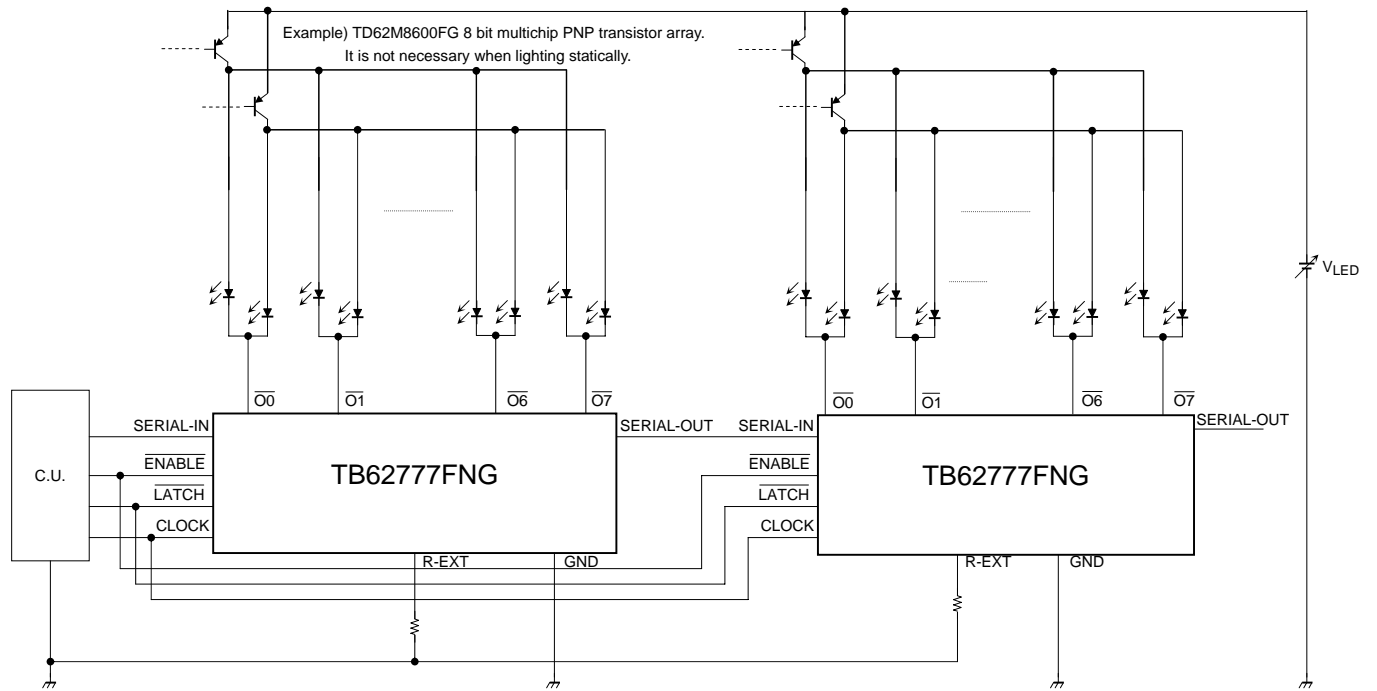 Example) TD62M8600FG 8 bit multichip PNP transistor array.
It is not necessary when lighting statically.
VLED
O0 O1 O6 O7
O0 O1 O6 O7
C.U.
SERIAL-IN
ENABLE
LATCH
CLOCK
TB62777FNG
SERIAL-OUT
R-EXT GND
SERIAL-IN
ENABLE
LATCH
CLOCK
TB62777FNG
SERIAL-OUT
R-EXT GND